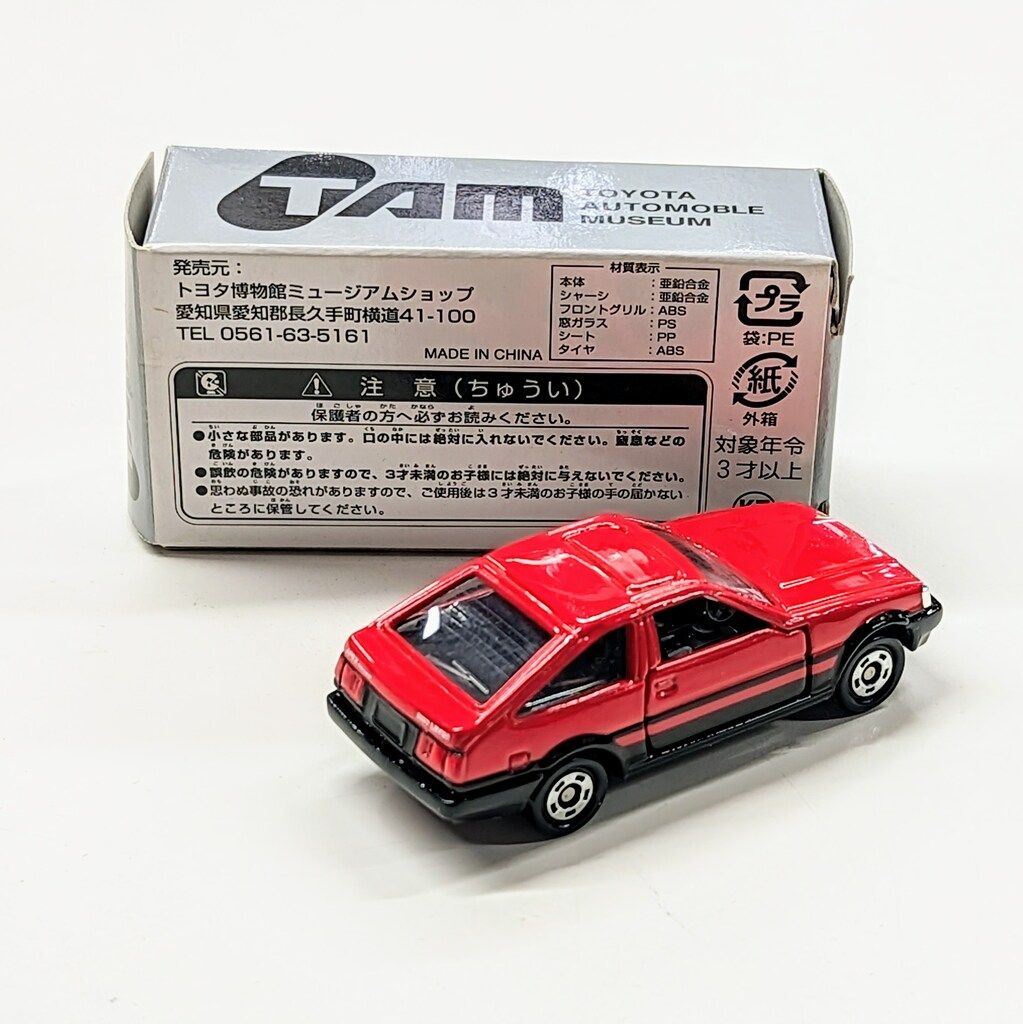 TAM
TOYOTA
AUTOMOBLE
MUSEUM
発売元：
トヨタ博物館ミュージアムショップ
愛知県愛知郡長久手町横道41-100
TEL 0561-63-5161
MADE IN CHINA
材質表示
本体：亜鉛合金
シャーシ：亜鉛合金
フロントグリル：ABS
窓ガラス：PS
シート：PP
タイヤ：ABS
プラ
袋:PE
紙
外箱
対象年令
3才以上
注 意（ちゅうい）
保護者の方へ必ずお読みください。
●小さな部品があります。口の中には絶対に入れないでください。窒息などの
危険があります。
●誤飲の危険がありますので、3才未満のお子様には絶対に与えないでください。
●思わぬ事故の恐れがありますので、ご使用後は3才未満のお子様の手の届かない
ところに保管してください。